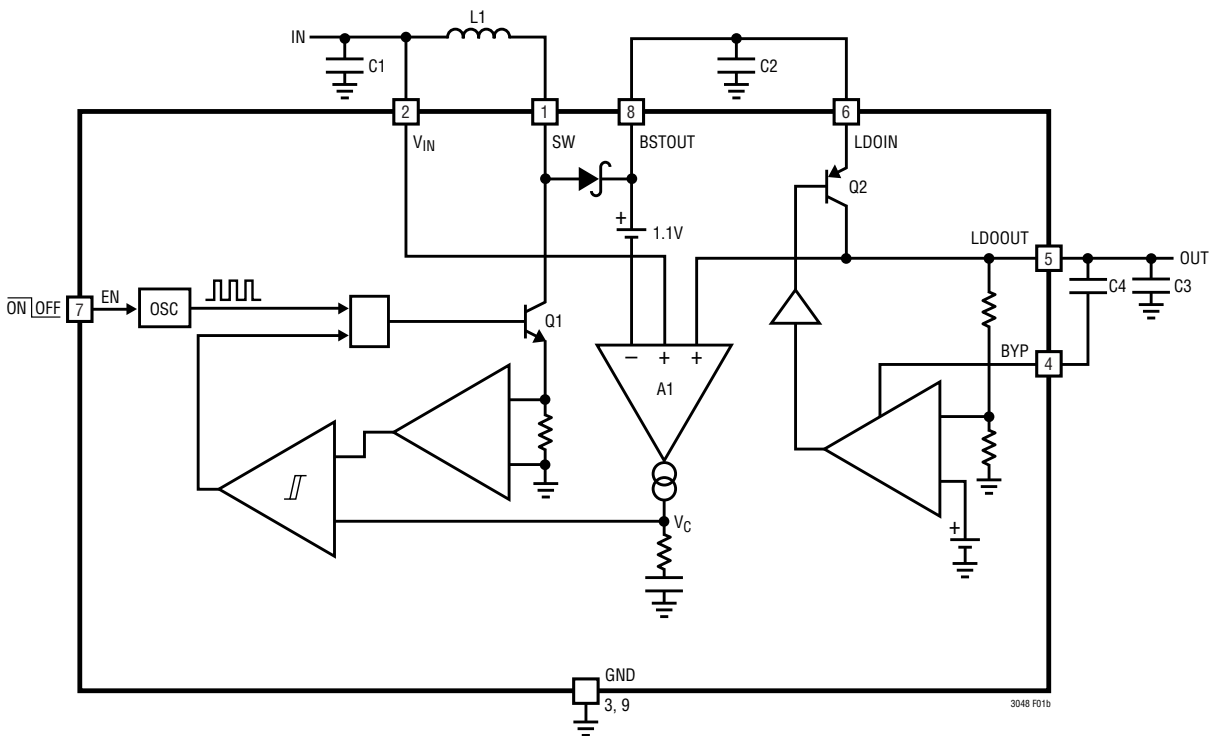 L1
IN
C1
C2
2
1
8
6
VIN
SW
BSTOUT
LDOIN
Q2
+
1.1V
LDOOUT
5
OUT
ON OFF
7
EN
OSC
Q1
C4
C3
– + +
A1
BYP
4
VC
+
GND
3, 9
3048 F01b